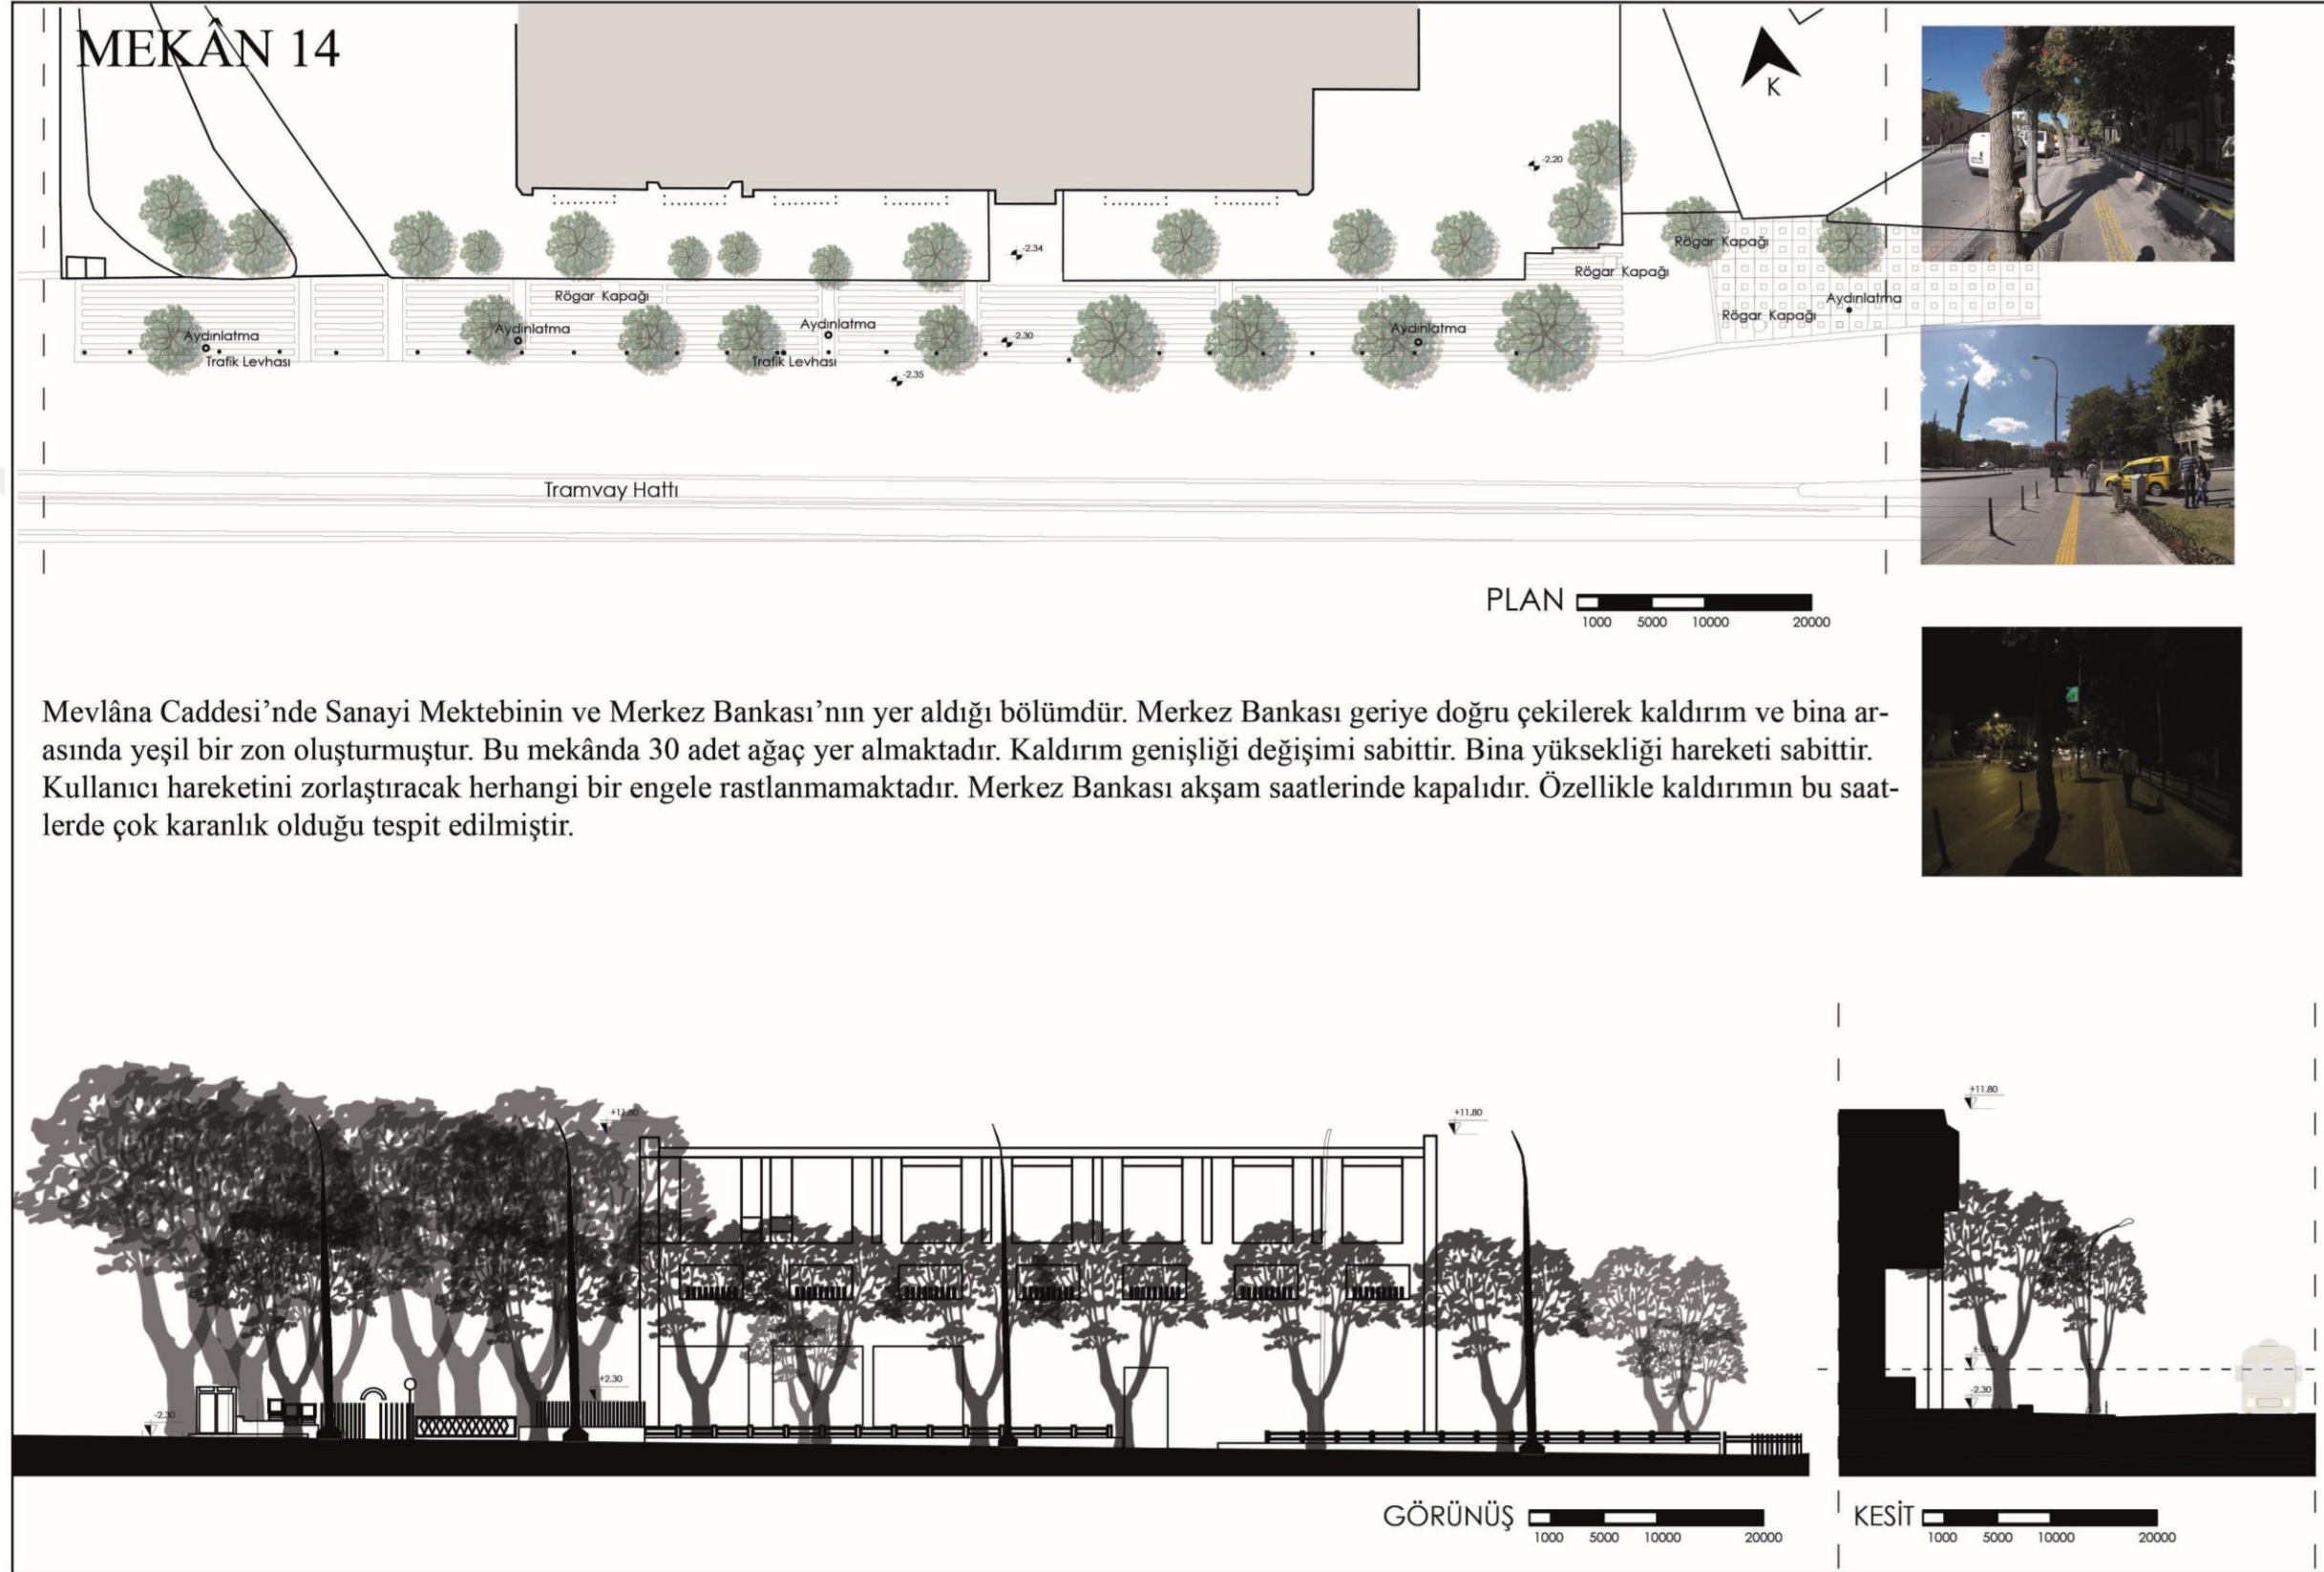 MEKÂN 14
K
-2.20
-2.34
Rögar Kapağı
Rögar Kapağı
Rögar Kapağı
Aydınlatma
Rögar Kapağı
Aydınlatma
Aydınlatma
Aydınlatma
Aydınlatma
-2.30
Trafik Levhası
Trafik Levhası
-2.35
Tramvay Hattı
PLAN
1000 5000 10000 20000
Mevlâna Caddesi’nde Sanayi Mektebinin ve Merkez Bankası’nın yer aldığı bölümdür. Merkez Bankası geriye doğru çekilerek kaldırım ve bina ar-
asında yeşil bir zon oluşturmuştur. Bu mekânda 30 adet ağaç yer almaktadır. Kaldırım genişliği değişimi sabittir. Bina yüksekliği hareketi sabittir.
Kullanıcı hareketini zorlaştıracak herhangi bir engele rastlanmamaktadır. Merkez Bankası akşam saatlerinde kapalıdır. Özellikle kaldırımın bu saat-
lerde çok karanlık olduğu tespit edilmiştir.
+11.80
+11.80
+11.80
±0.00
+2.30
-2.30
-2.30
GÖRÜNÜŞ
1000 5000 10000 20000
KESİT
1000 5000 10000 20000